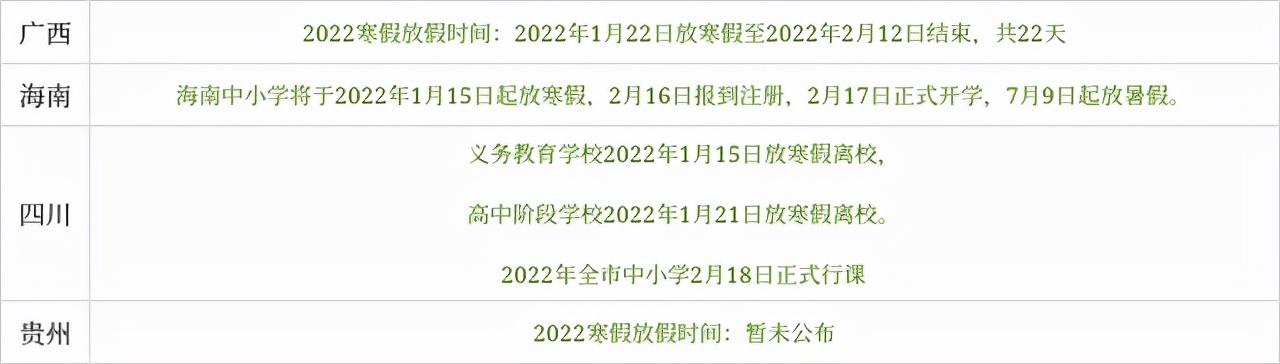 广西
2022寒假放假时间：2022年1月22日放寒假至2022年2月12日结束，共22天
海南
海南中小学将于2022年1月15日起放寒假，2月16日报到注册，2月17日正式开学，7月9日起放暑假。
四川
义务教育学校2022年1月15日放寒假离校，
高中阶段学校2022年1月21日放寒假离校。
2022年全市中小学2月18日正式行课
贵州
2022寒假放假时间：暂未公布